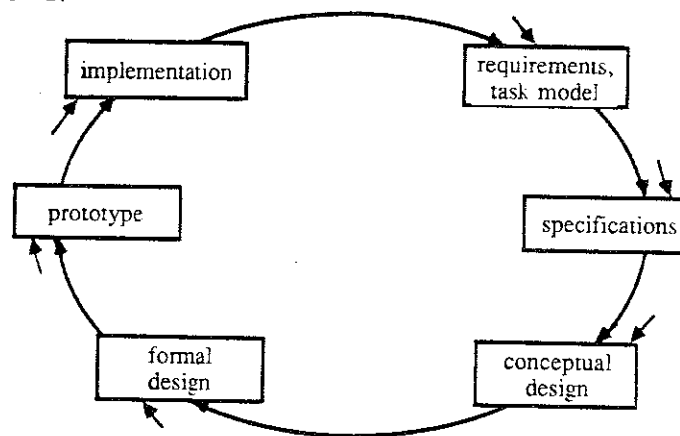 implementation
requirements,
task model
prototype
specifications
formal
design
conceptual
design